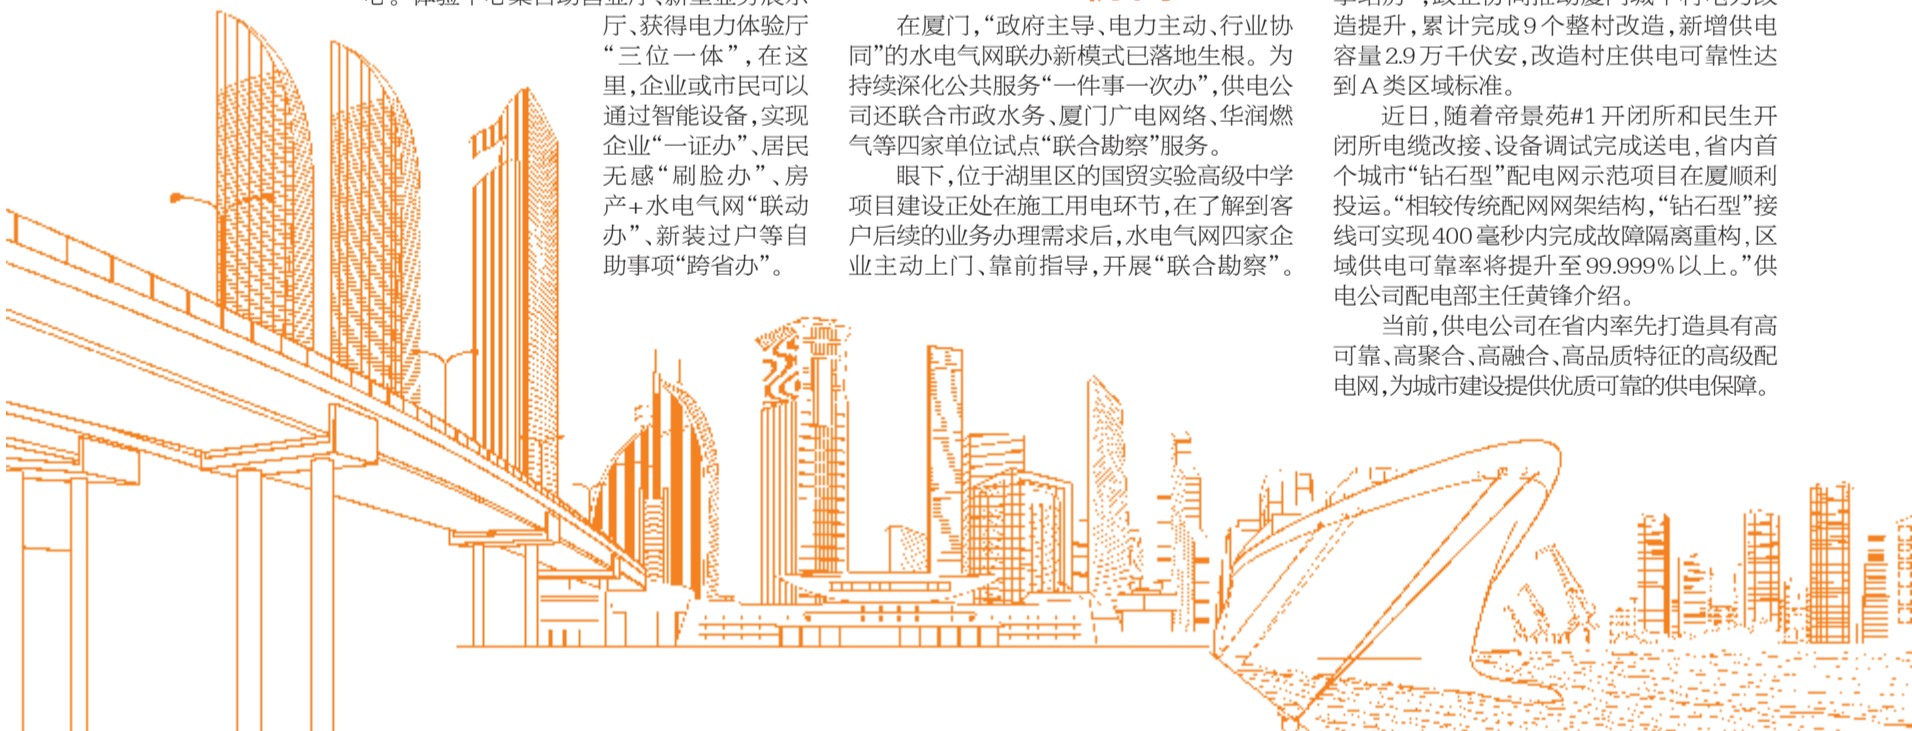 厅、获得电力体验厅
“三位一体”,在这
里,企业或市民可以
通过智能设备,实现
企业“一证办”、居民
无感“刷脸办”、房
产+水电气网“联动
办”、新装过户等自
助事项“跨省办”。
在厦门,“政府主导、电力主动、行业协
同”的水电气网联办新模式已落地生根。为
持续深化公共服务“一件事一次办”,供电公
司还联合市政水务、厦门广电网络、华润燃
气等四家单位试点“联合勘察”服务。
眼下,位于湖里区的国贸实验高级中学
项目建设正处在施工用电环节,在了解到客
户后续的业务办理需求后,水电气网四家企
业主动上门、靠前指导,开展“联合勘察”。
造提升,累计完成9个整村改造,新增供电
容量2.9万千伏安,改造村庄供电可靠性达
到A类区域标准。
近日,随着帝景苑#1开闭所和民生开
闭所电缆改接、设备调试完成送电,省内首
个城市“钻石型”配电网示范项目在厦顺利
投运。“相较传统配网网架结构,“钻石型”接
线可实现400毫秒内完成故障隔离重构,区
域供电可靠率将提升至99.999%以上。”供
电公司配电部主任黄锋介绍。
当前,供电公司在省内率先打造具有高
可靠、高聚合、高融合、高品质特征的高级配
电网,为城市建设提供优质可靠的供电保障。